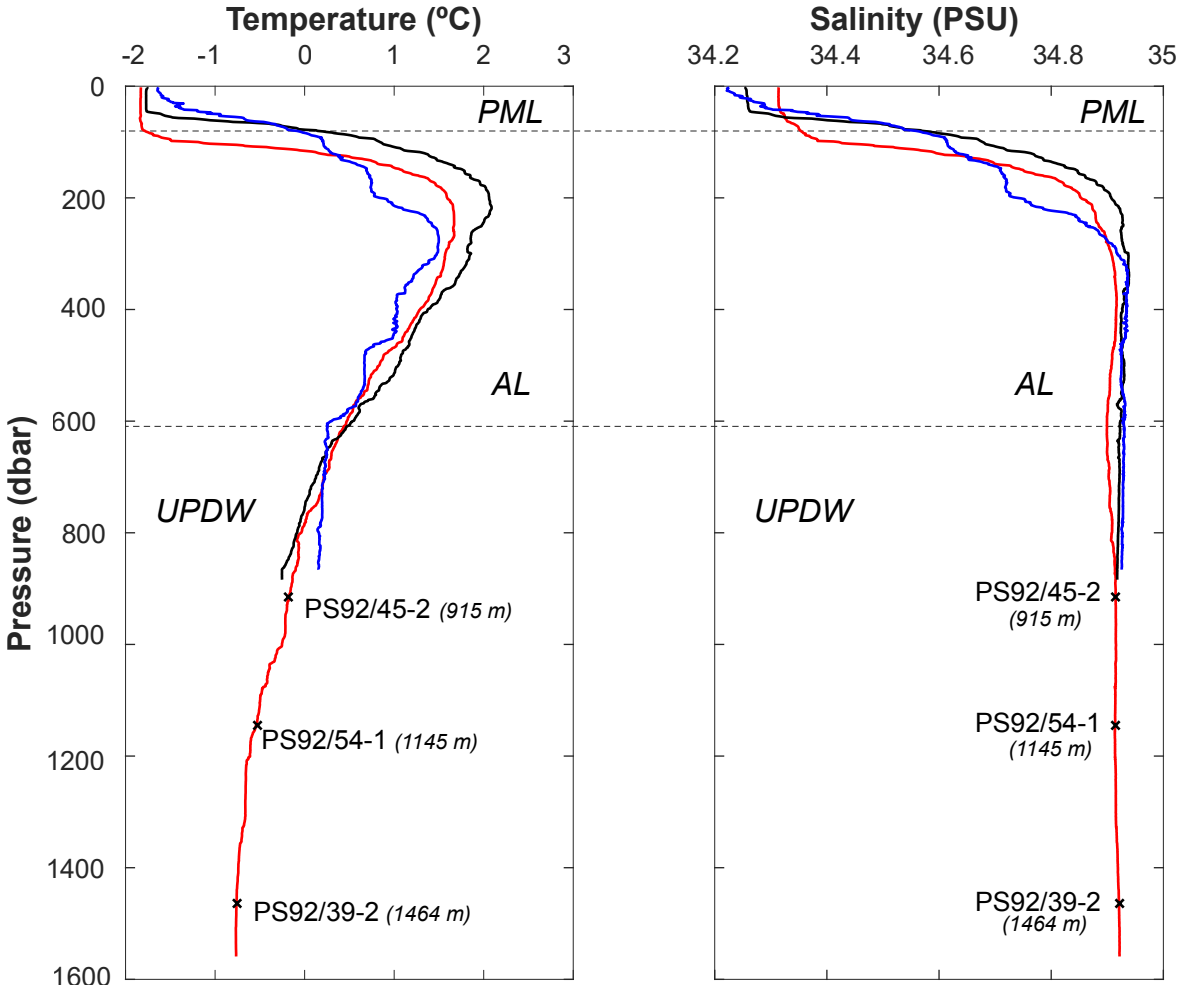 Temperature (ºC)
Salinity (PSU)
-2 -1 0 1 2 3
34.2 34.4 34.6 34.8 35
0
200
400
600
800
1000
1200
1400
1600
Pressure (dbar)
PML
AL
UPDW
PS92/45-2 (915 m)
PS92/54-1 (1145 m)
PS92/39-2 (1464 m)
PML
AL
UPDW
PS92/45-2
(915 m)
PS92/54-1
(1145 m)
PS92/39-2
(1464 m)